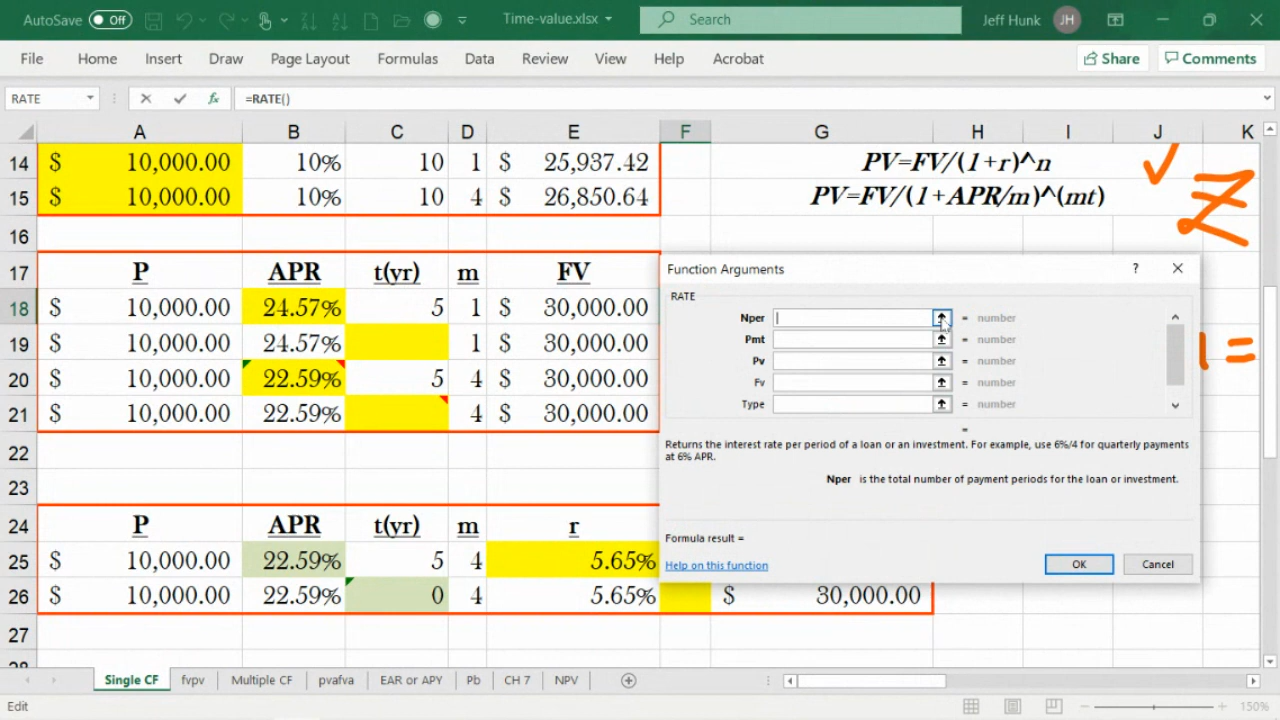 AutoSave Off Time-value.xlsx Search Jeff Hunk JH
File Home Insert Draw Page Layout Formulas Data Review View Help Acrobat Share Comments
RATE fx =RATE()
A B C D E F G H I J K
14 $ 10,000.00 10% 10 1 $ 25,937.42 PV=FV/(1+r)^n
15 $ 10,000.00 10% 10 4 $ 26,850.64 PV=FV/(1+APR/m)^(mt)
16
17 P APR t(yr) m FV
18 $ 10,000.00 24.57% 5 1 $ 30,000.00
19 $ 10,000.00 24.57% 1 $ 30,000.00
20 $ 10,000.00 22.59% 5 4 $ 30,000.00
21 $ 10,000.00 22.59% 4 $ 30,000.00
22
23
24 P APR t(yr) m r
25 $ 10,000.00 22.59% 5 4 5.65%
26 $ 10,000.00 22.59% 0 4 5.65% $ 30,000.00
27
Function Arguments ?
RATE
Nper = number
Pmt = number
Pv = number
Fv = number
Type = number
=
Returns the interest rate per period of a loan or an investment. For example, use 6%/4 for quarterly payments
at 6% APR.
Nper is the total number of payment periods for the loan or investment.
Formula result =
Help on this function OK Cancel
Single CF fvpv Multiple CF pvafva EAR or APY Pb CH 7 NPV
Edit 150%